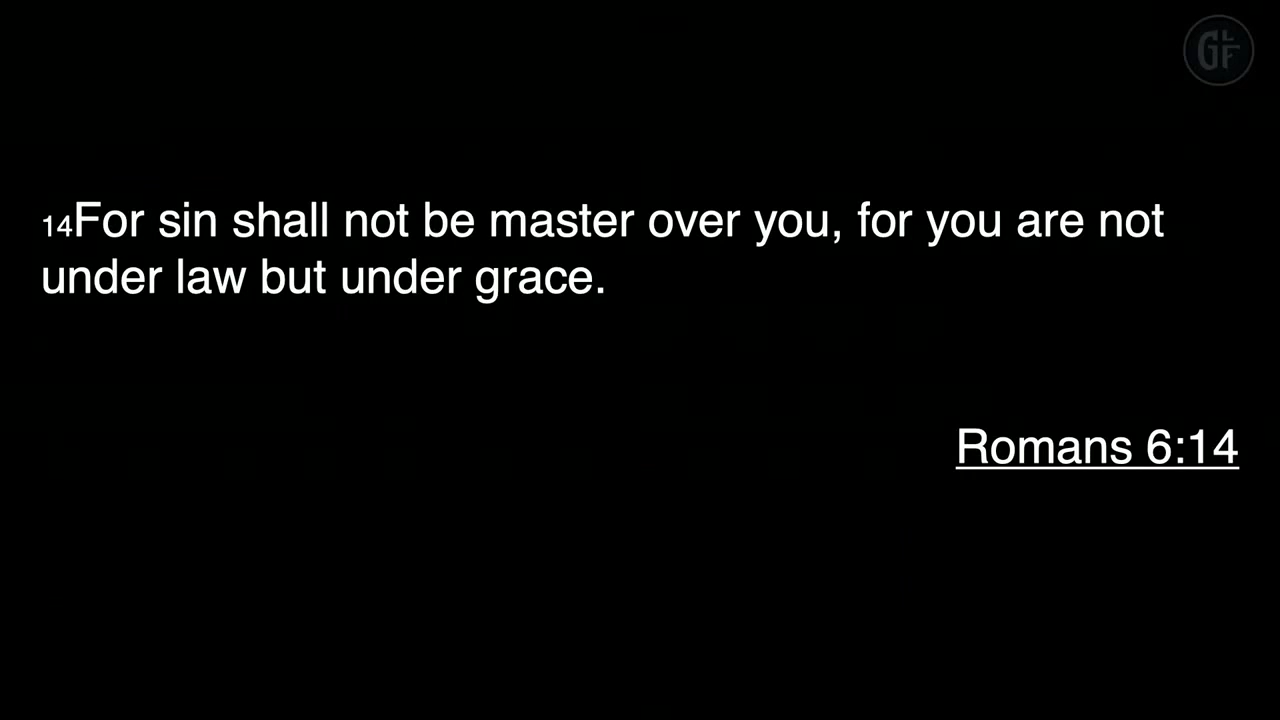 GF
14For sin shall not be master over you, for you are not
under law but under grace.
Romans 6:14